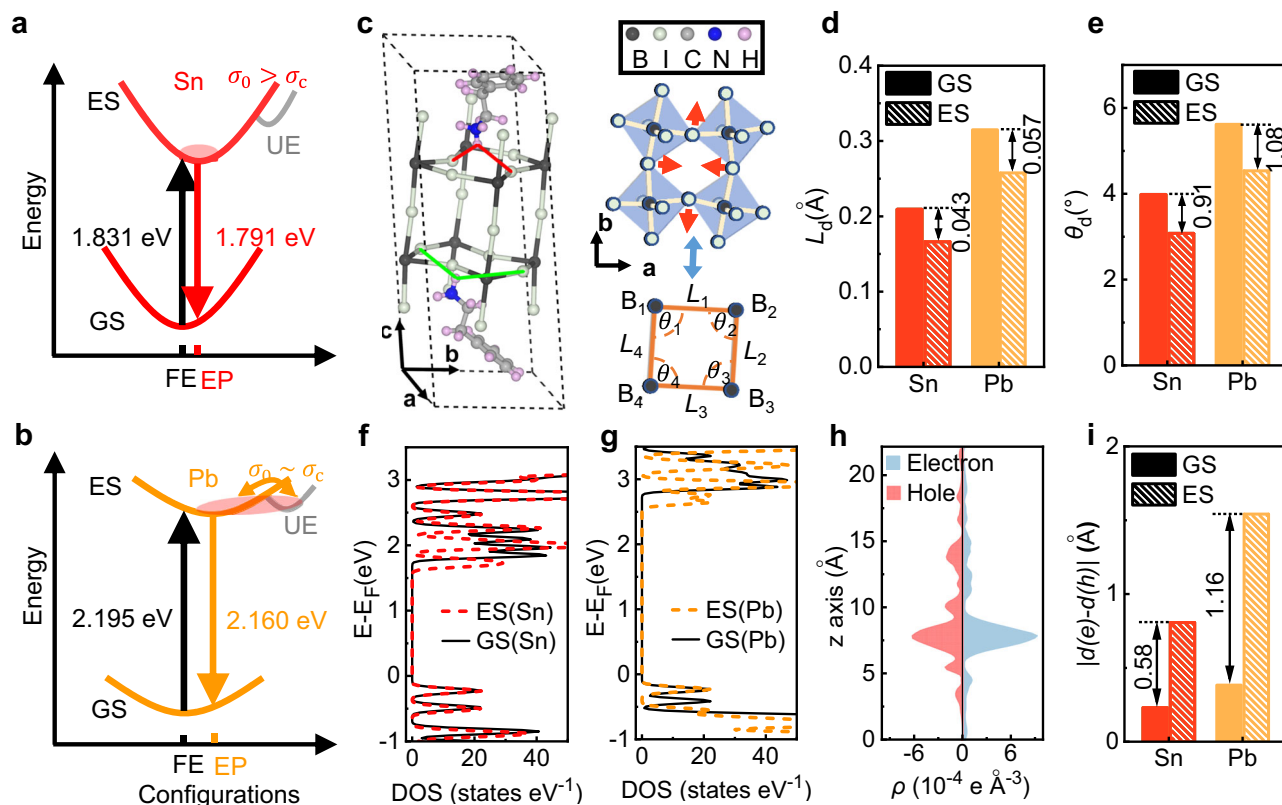 a
Energy
ES
Sn
σ₀ > σc
UE
1.831 eV
1.791 eV
GS
FE
EP
b
Energy
ES
Pb
σ₀ ~ σc
UE
2.195 eV
2.160 eV
GS
FE
EP
Configurations
c
B I C N H
c
b
a
b
a
B₁
L₁
B₂
θ₁
θ₂
L₄
L₂
θ₄
θ₃
B₄
L₃
B₃
d
Ld(Å)
0.4
0.3
0.2
0.1
0.0
GS
ES
0.043
0.057
Sn
Pb
e
θd(°)
6
4
2
0
GS
ES
0.91
1.08
Sn
Pb
f
E-EF(eV)
3
2
1
0
-1
ES(Sn)
GS(Sn)
0 20 40
DOS (states eV⁻¹)
g
E-EF(eV)
3
2
1
0
-1
ES(Pb)
GS(Pb)
0 20 40
DOS (states eV⁻¹)
h
z axis (Å)
20
15
10
5
0
Electron
Hole
-6 0 6
ρ (10⁻⁴ e Å⁻³)
i
|d(e)-d(h)| (Å)
2
1
0
GS
ES
0.58
1.16
Sn
Pb